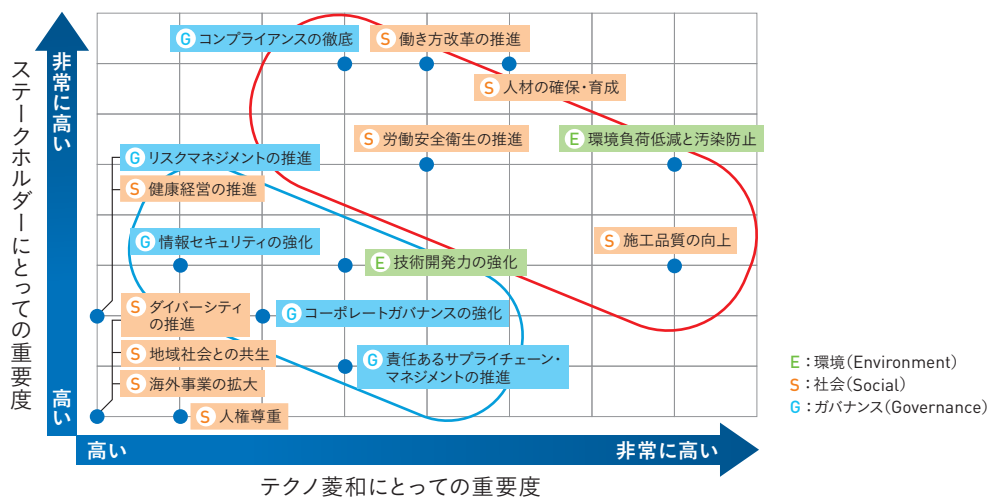 ステークホルダーにとっての重要度
非常に高い
高い
G コンプライアンスの徹底
S 働き方改革の推進
S 人材の確保・育成
S 労働安全衛生の推進
E 環境負荷低減と汚染防止
G リスクマネジメントの推進
S 健康経営の推進
G 情報セキュリティの強化
E 技術開発力の強化
S 施工品質の向上
S ダイバーシティ
の推進
G コーポレートガバナンスの強化
S 地域社会との共生
G 責任あるサプライチェーン・
マネジメントの推進
S 海外事業の拡大
S 人権尊重
E：環境（Environment）
S：社会（Social）
G：ガバナンス（Governance）
高い
非常に高い
テクノ菱和にとっての重要度